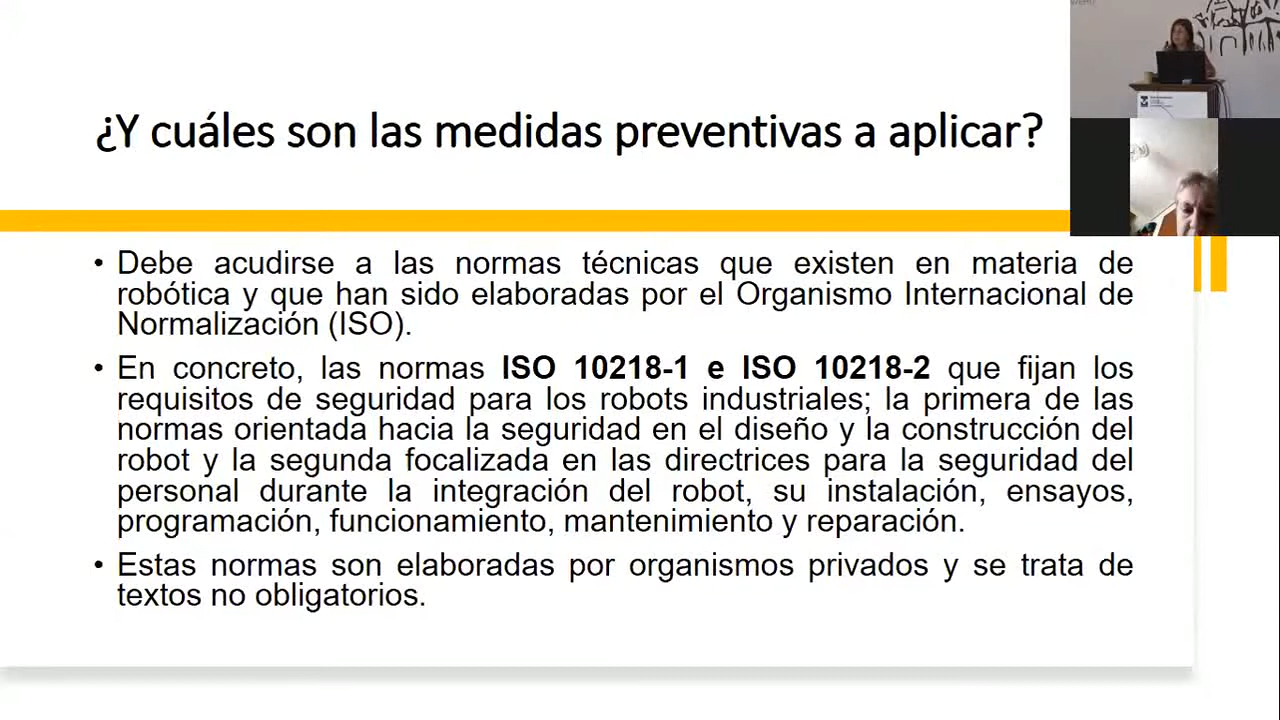 ¿Y cuáles son las medidas preventivas a aplicar?
• Debe acudirse a las normas técnicas que existen en materia de
robótica y que han sido elaboradas por el Organismo Internacional de
Normalización (ISO).
• En concreto, las normas ISO 10218-1 e ISO 10218-2 que fijan los
requisitos de seguridad para los robots industriales; la primera de las
normas orientada hacia la seguridad en el diseño y la construcción del
robot y la segunda focalizada en las directrices para la seguridad del
personal durante la integración del robot, su instalación, ensayos,
programación, funcionamiento, mantenimiento y reparación.
• Estas normas son elaboradas por organismos privados y se trata de
textos no obligatorios.